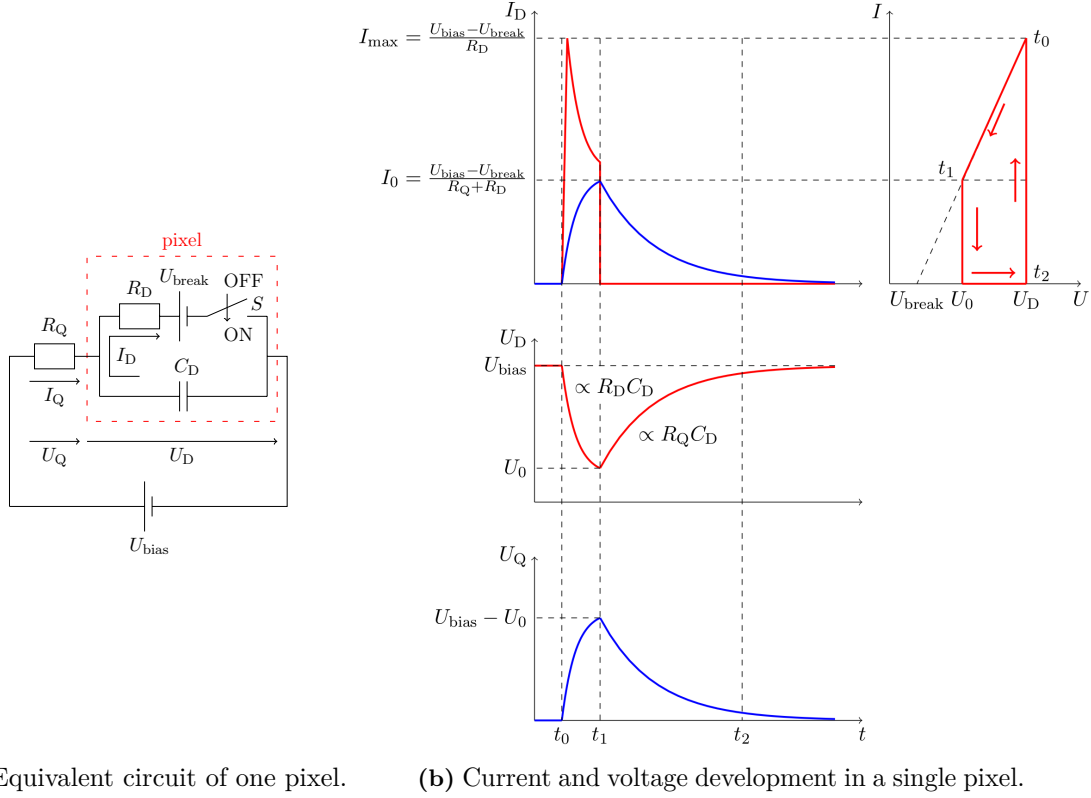 pixel
U_break
OFF
R_D
S
R_Q
ON
I_D
C_D
I_Q
U_Q
U_D
U_bias
Equivalent circuit of one pixel.
I_D
I_max = (U_bias−U_break)/R_D
I_0 = (U_bias−U_break)/(R_Q+R_D)
I
t_0
t_1
t_2
U_break U_0 U_D U
U_D
U_bias
∝ R_D C_D
∝ R_Q C_D
U_0
U_Q
U_bias − U_0
t_0 t_1 t_2 t
(b) Current and voltage development in a single pixel.